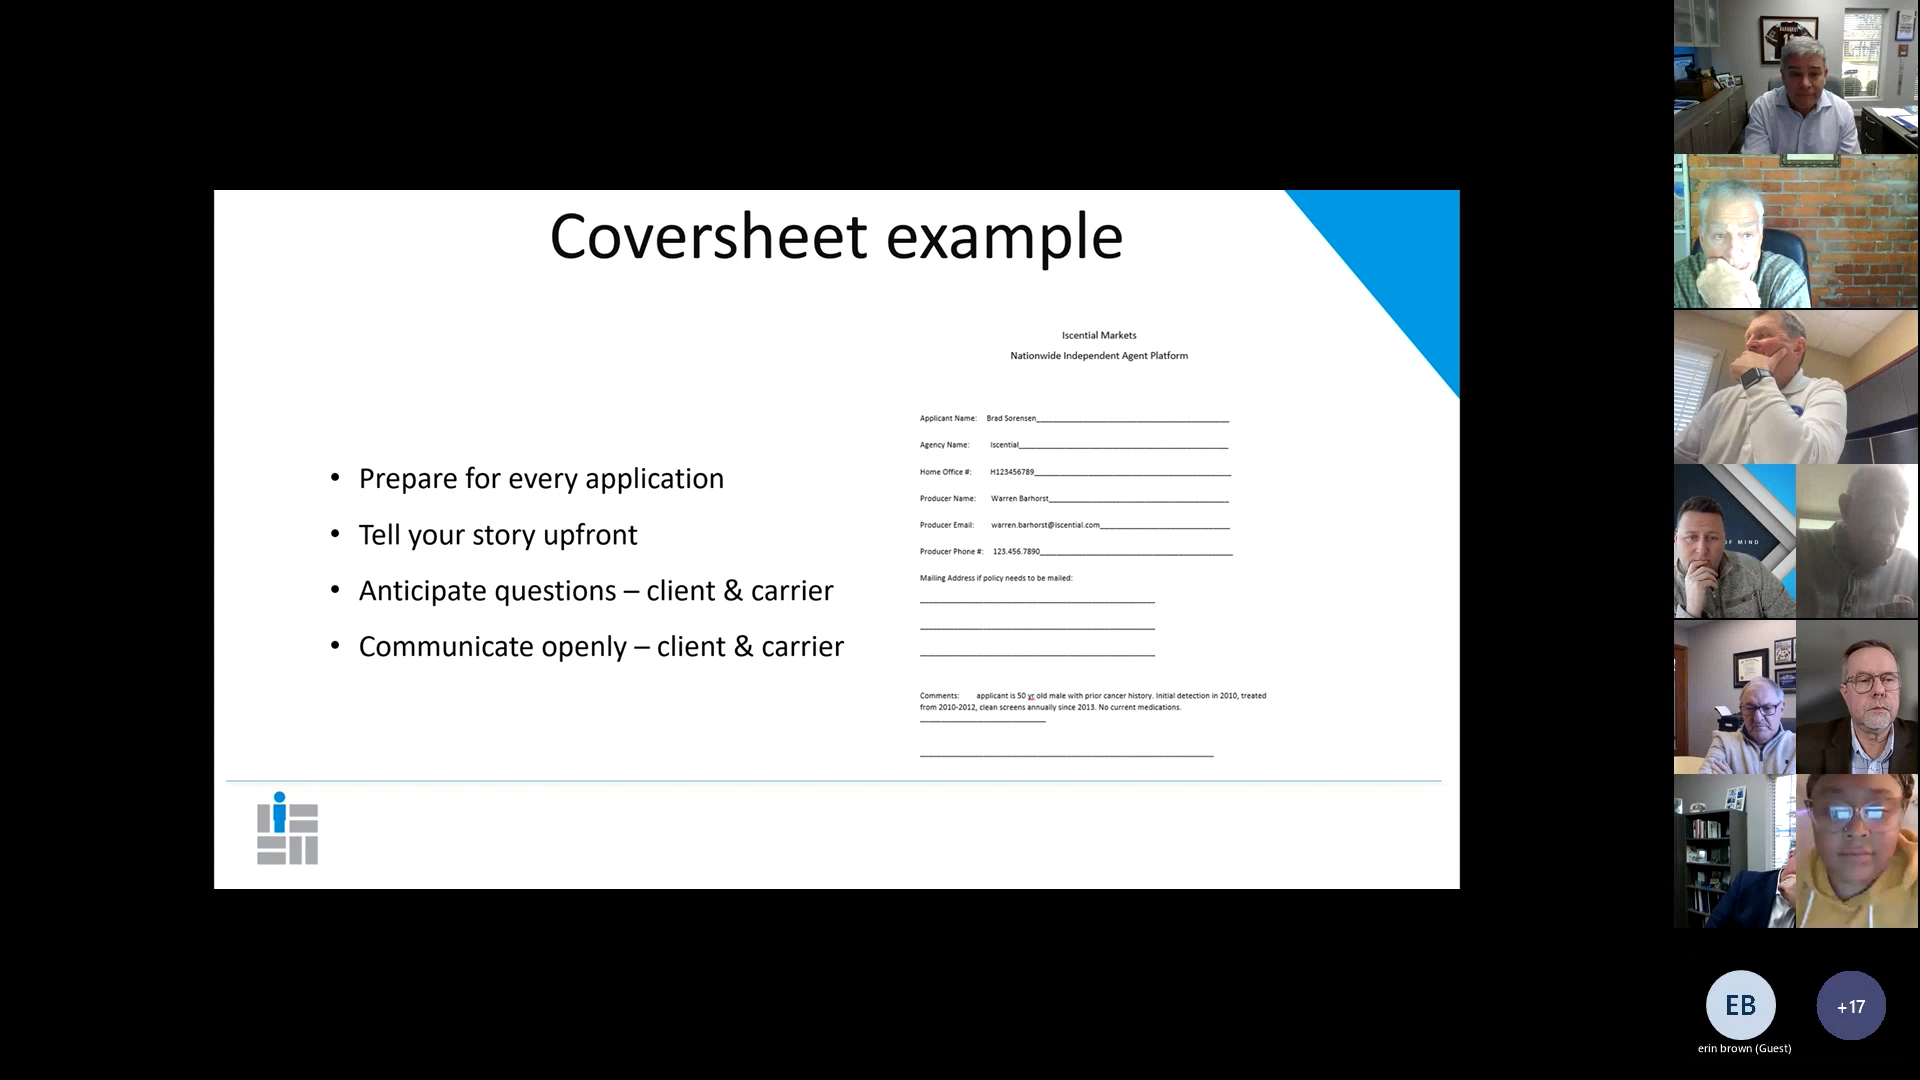 Coversheet example
• Prepare for every application
• Tell your story upfront
• Anticipate questions – client & carrier
• Communicate openly – client & carrier
Iscential Markets
Nationwide Independent Agent Platform
Applicant Name: Brad Sorensen
Agency Name: Iscential
Home Office #: H123456789
Producer Name: Warren Barhorst
Producer Email: warren.barhorst@iscential.com
Producer Phone #: 123.456.7890
Mailing Address if policy needs to be mailed:
Comments: applicant is 50 yr old male with prior cancer history. Initial detection in 2010, treated
from 2010-2012, clean screens annually since 2013. No current medications.
BARHORST
OF MIND
EB
+17
erin brown (Guest)